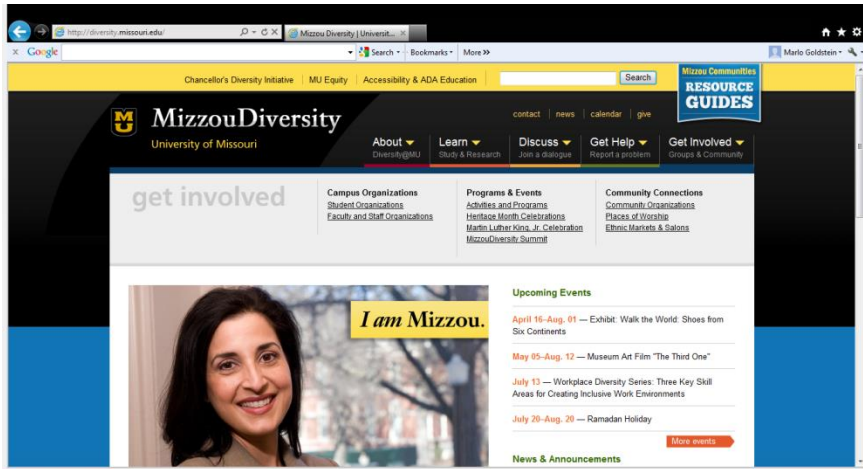 http://diversity.missouri.edu/
Mizzou Diversity | Universit...
x Google Search Bookmarks More >> Marlo Goldstein
Chancellor's Diversity Initiative | MU Equity | Accessibility & ADA Education Search
Mizzou Communities
RESOURCE
GUIDES
MizzouDiversity
University of Missouri
contact | news | calendar | give
About Learn Discuss Get Help Get Involved
Diversity@MU Study & Research Join a dialogue Report a problem Groups & Community
get involved
Campus Organizations
Student Organizations
Faculty and Staff Organizations
Programs & Events
Activities and Programs
Heritage Month Celebrations
Martin Luther King, Jr. Celebration
MizzouDiversity Summit
Community Connections
Community Organizations
Places of Worship
Ethnic Markets & Salons
I am Mizzou.
Upcoming Events
April 16-Aug. 01 — Exhibit: Walk the World: Shoes from
Six Continents
May 05-Aug. 12 — Museum Art Film "The Third One"
July 13 — Workplace Diversity Series: Three Key Skill
Areas for Creating Inclusive Work Environments
July 20-Aug. 20 — Ramadan Holiday
More events
News & Announcements